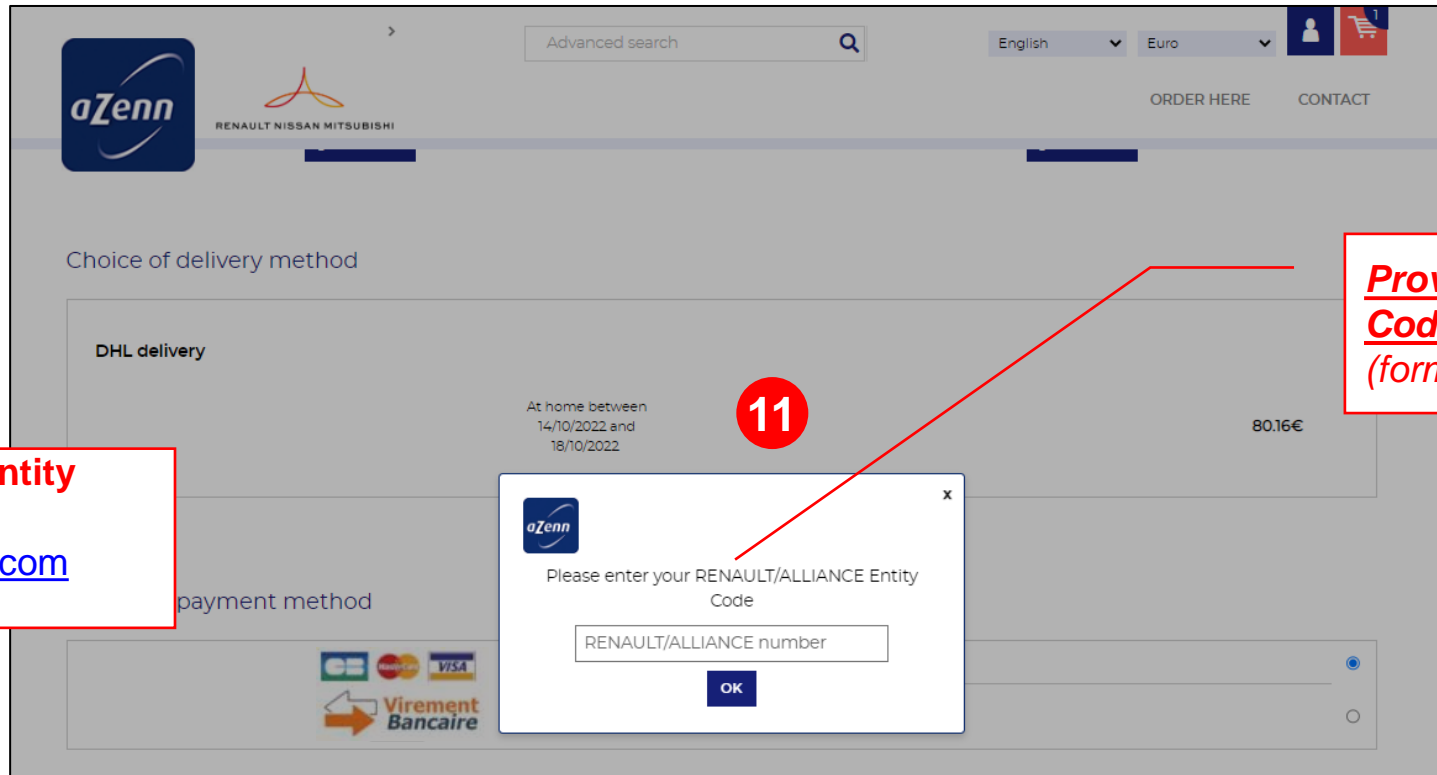 >
Advanced search
English
Euro
1
aZenn
RENAULT NISSAN MITSUBISHI
ORDER HERE
CONTACT
Choice of delivery method
DHL delivery
At home between
14/10/2022 and
18/10/2022
11
80.16€
aZenn
x
Please enter your RENAULT/ALLIANCE Entity
Code
RENAULT/ALLIANCE number
OK
.com
payment method
CB MasterCard VISA
Virement
Bancaire